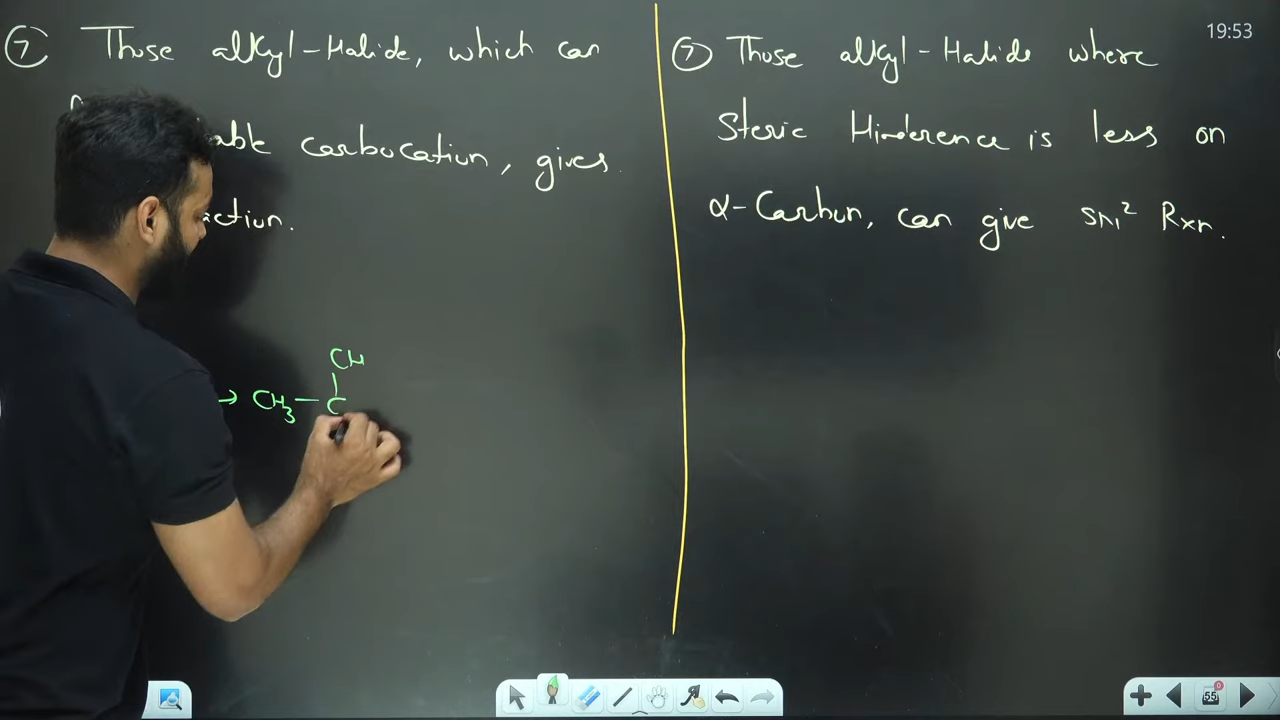 ⑦ Those alkyl-Halide, which can
able carbocation, gives
action.
CH
→ CH3 - C
⑦ Those alkyl-Halide where
Steric Hinderence is less on
α-Carbon, can give SN² Rxn.
19:53
55
0